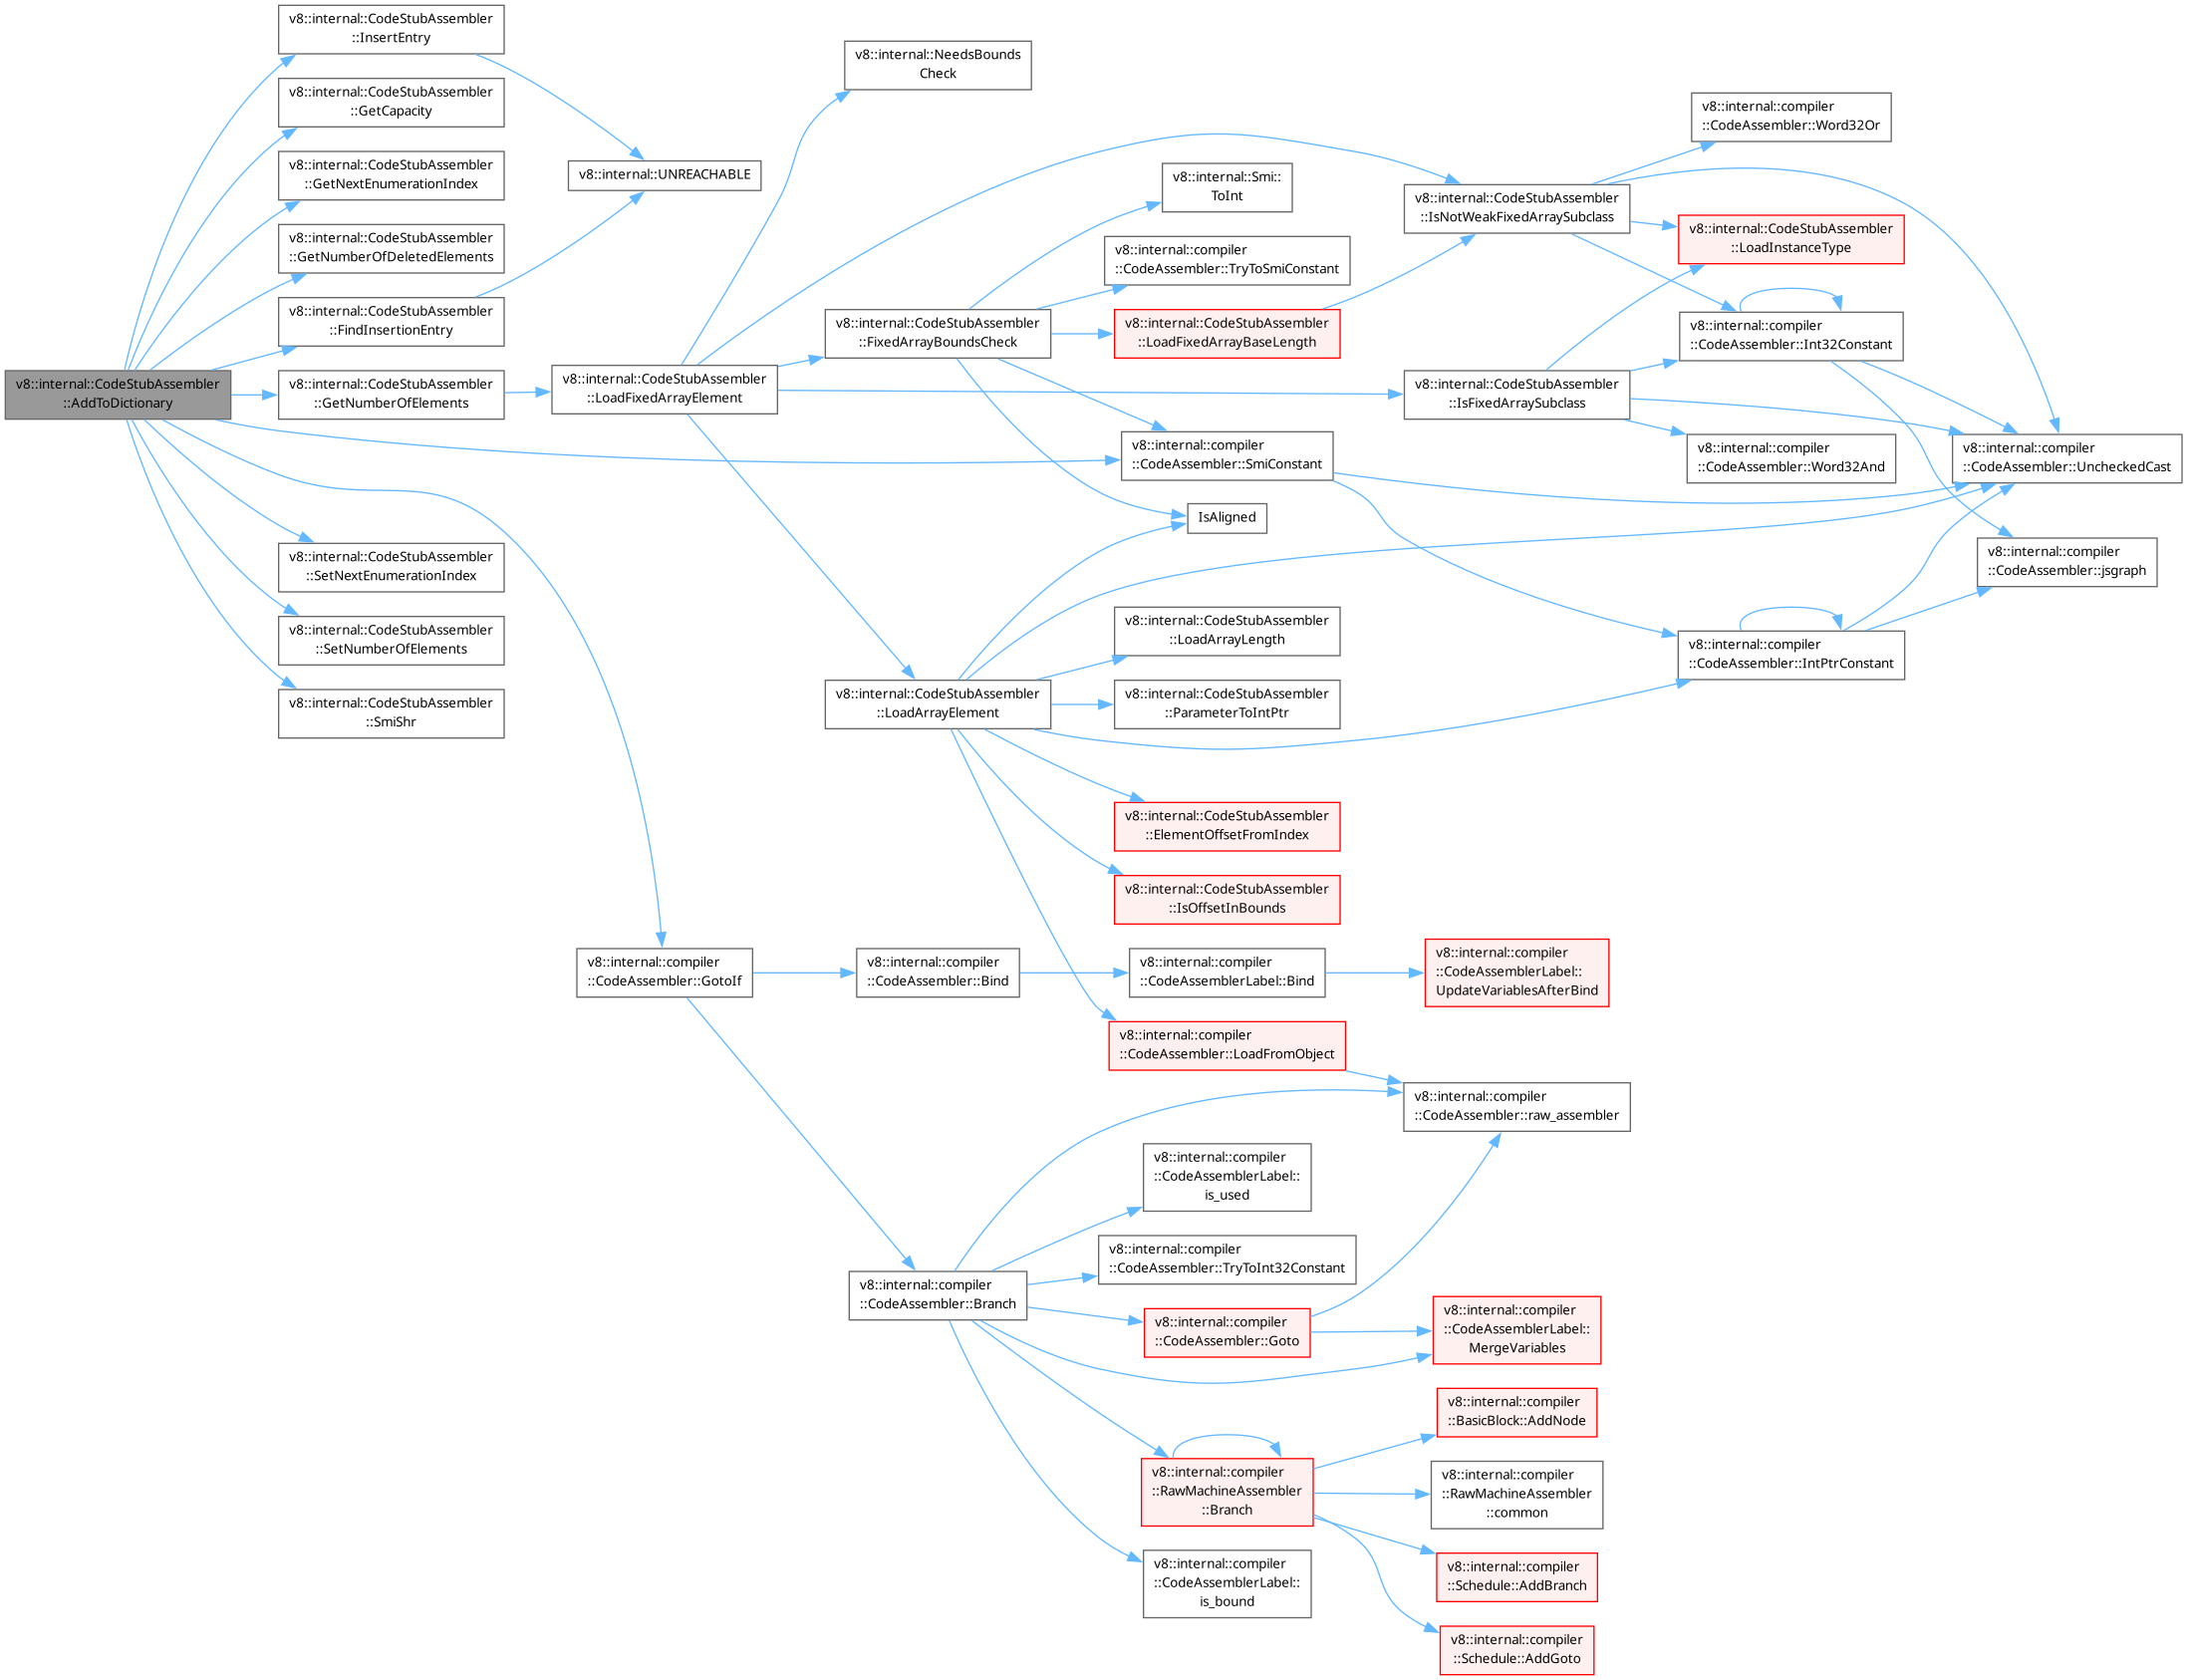 v8::internal::CodeStubAssembler
::AddToDictionary
v8::internal::CodeStubAssembler
::InsertEntry
v8::internal::CodeStubAssembler
::GetCapacity
v8::internal::CodeStubAssembler
::GetNextEnumerationIndex
v8::internal::CodeStubAssembler
::GetNumberOfDeletedElements
v8::internal::CodeStubAssembler
::FindInsertionEntry
v8::internal::CodeStubAssembler
::GetNumberOfElements
v8::internal::CodeStubAssembler
::SetNextEnumerationIndex
v8::internal::CodeStubAssembler
::SetNumberOfElements
v8::internal::CodeStubAssembler
::SmiShr
v8::internal::UNREACHABLE
v8::internal::CodeStubAssembler
::LoadFixedArrayElement
v8::internal::compiler
::CodeAssembler::GotoIf
v8::internal::NeedsBounds
Check
v8::internal::CodeStubAssembler
::FixedArrayBoundsCheck
v8::internal::CodeStubAssembler
::LoadArrayElement
v8::internal::compiler
::CodeAssembler::Bind
v8::internal::compiler
::CodeAssembler::Branch
v8::internal::Smi::
ToInt
v8::internal::compiler
::CodeAssembler::TryToSmiConstant
v8::internal::CodeStubAssembler
::LoadFixedArrayBaseLength
v8::internal::compiler
::CodeAssembler::SmiConstant
IsAligned
v8::internal::CodeStubAssembler
::LoadArrayLength
v8::internal::CodeStubAssembler
::ParameterToIntPtr
v8::internal::CodeStubAssembler
::ElementOffsetFromIndex
v8::internal::CodeStubAssembler
::IsOffsetInBounds
v8::internal::compiler
::CodeAssemblerLabel::Bind
v8::internal::compiler
::CodeAssembler::LoadFromObject
v8::internal::compiler
::CodeAssemblerLabel::
is_used
v8::internal::compiler
::CodeAssembler::TryToInt32Constant
v8::internal::compiler
::CodeAssembler::Goto
v8::internal::compiler
::RawMachineAssembler
::Branch
v8::internal::compiler
::CodeAssemblerLabel::
is_bound
v8::internal::CodeStubAssembler
::IsNotWeakFixedArraySubclass
v8::internal::CodeStubAssembler
::IsFixedArraySubclass
v8::internal::compiler
::CodeAssemblerLabel::
UpdateVariablesAfterBind
v8::internal::compiler
::CodeAssembler::raw_assembler
v8::internal::compiler
::CodeAssemblerLabel::
MergeVariables
v8::internal::compiler
::BasicBlock::AddNode
v8::internal::compiler
::RawMachineAssembler
::common
v8::internal::compiler
::Schedule::AddBranch
v8::internal::compiler
::Schedule::AddGoto
v8::internal::compiler
::CodeAssembler::Word32Or
v8::internal::CodeStubAssembler
::LoadInstanceType
v8::internal::compiler
::CodeAssembler::Int32Constant
v8::internal::compiler
::CodeAssembler::Word32And
v8::internal::compiler
::CodeAssembler::IntPtrConstant
v8::internal::compiler
::CodeAssembler::UncheckedCast
v8::internal::compiler
::CodeAssembler::jsgraph